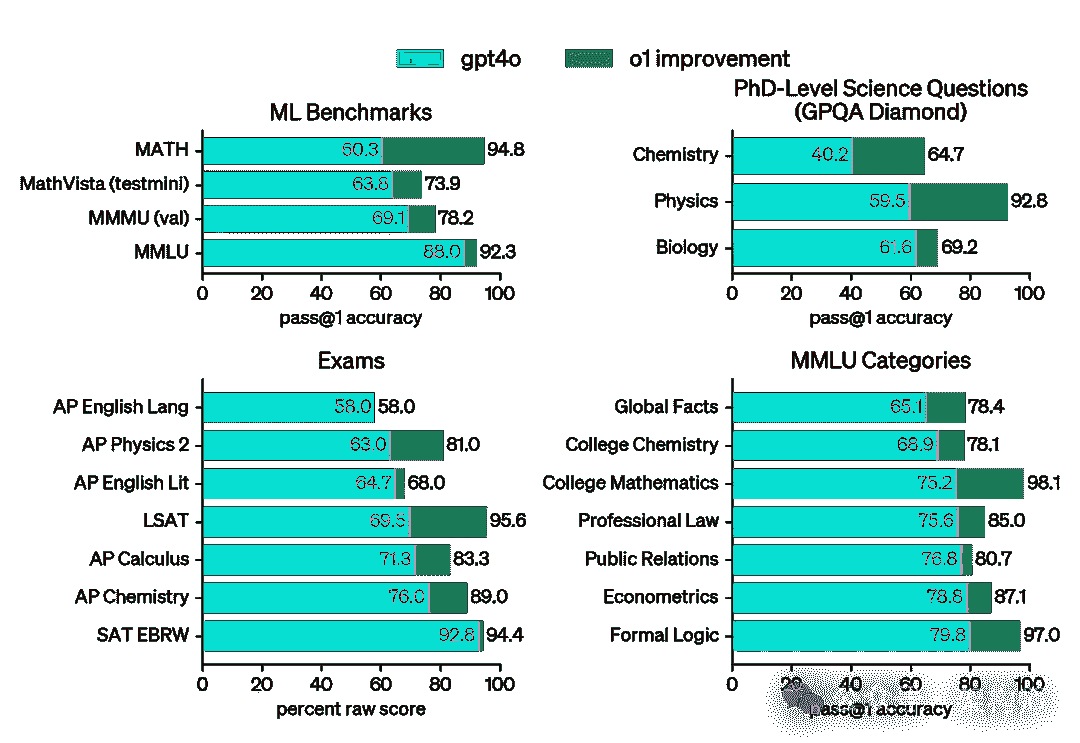 gpt4o
o1 improvement
ML Benchmarks
MATH 60.3 94.8
MathVista (testmini) 63.8 73.9
MMMU (val) 69.1 78.2
MMLU 88.0 92.3
0 20 40 60 80 100
pass@1 accuracy
PhD-Level Science Questions
(GPQA Diamond)
Chemistry 40.2 64.7
Physics 59.5 92.8
Biology 61.6 69.2
0 20 40 60 80 100
pass@1 accuracy
Exams
AP English Lang 58.0 58.0
AP Physics 2 63.0 81.0
AP English Lit 64.7 68.0
LSAT 69.5 95.6
AP Calculus 71.3 83.3
AP Chemistry 76.0 89.0
SAT EBRW 92.8 94.4
0 20 40 60 80 100
percent raw score
MMLU Categories
Global Facts 65.1 78.4
College Chemistry 68.9 78.1
College Mathematics 75.2 98.1
Professional Law 75.6 85.0
Public Relations 76.8 80.7
Econometrics 78.8 87.1
Formal Logic 79.8 97.0
0 20 40 60 80 100
pass@1 accuracy